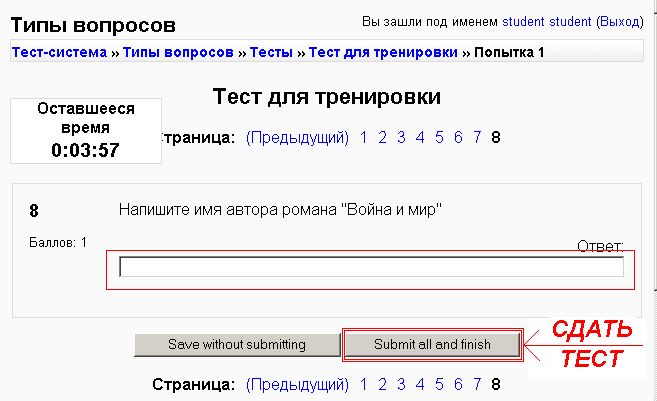 Типы вопросов
Вы зашли под именем student student (Выход)
Тест-система » Типы вопросов » Тесты » Тест для тренировки » Попытка 1
Оставшееся
время
0:03:57
Тест для тренировки
Страница: (Предыдущий) 1 2 3 4 5 6 7 8
8
Напишите имя автора романа "Война и мир"
Баллов: 1
Ответ:
Save without submitting
Submit all and finish
СДАТЬ
ТЕСТ
Страница: (Предыдущий) 1 2 3 4 5 6 7 8